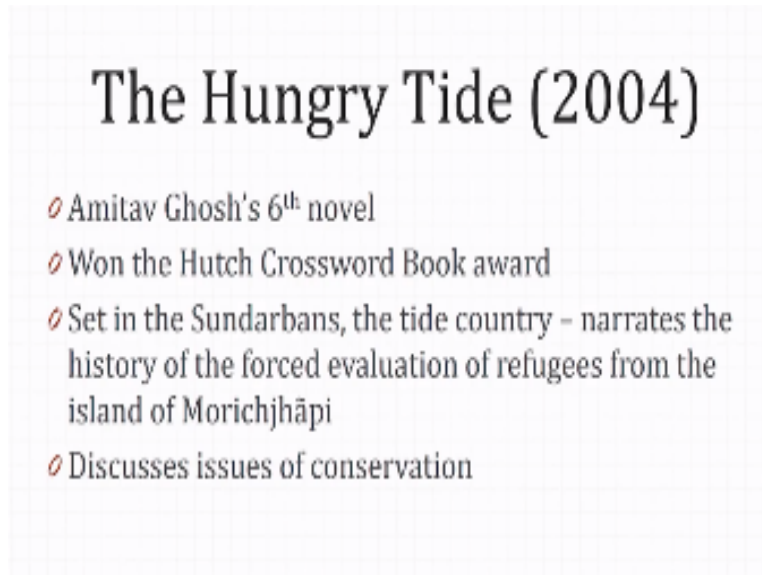 The Hungry Tide (2004)
Amitav Ghosh's 6th novel
Won the Hutch Crossword Book award
Set in the Sundarbans, the tide country – narrates the
history of the forced evaluation of refugees from the
island of Morichjhāpi
Discusses issues of conservation